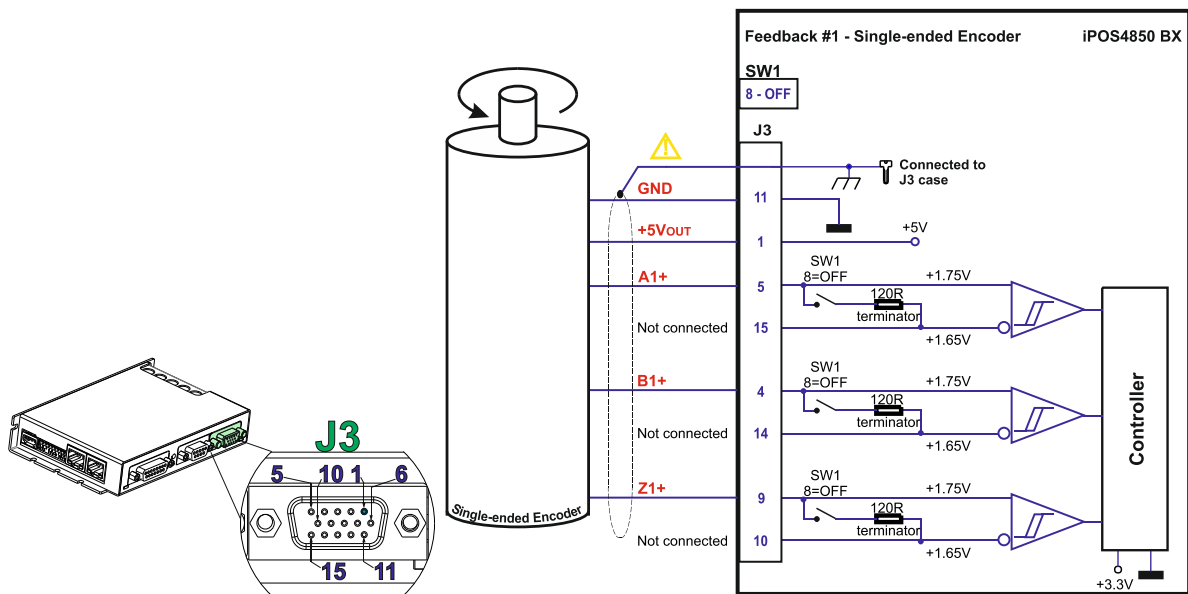 Feedback #1 - Single-ended Encoder
iPOS4850 BX
SW1
8 - OFF
J3
Connected to
J3 case
GND
11
+5VOUT
1
+5V
A1+
5
SW1
8=OFF
+1.75V
120R
terminator
Not connected
15
+1.65V
B1+
4
SW1
8=OFF
+1.75V
120R
terminator
Not connected
14
+1.65V
Z1+
9
SW1
8=OFF
+1.75V
120R
terminator
Not connected
10
+1.65V
Controller
+3.3V
Single-ended Encoder
J3
5 10 1 6
15 11